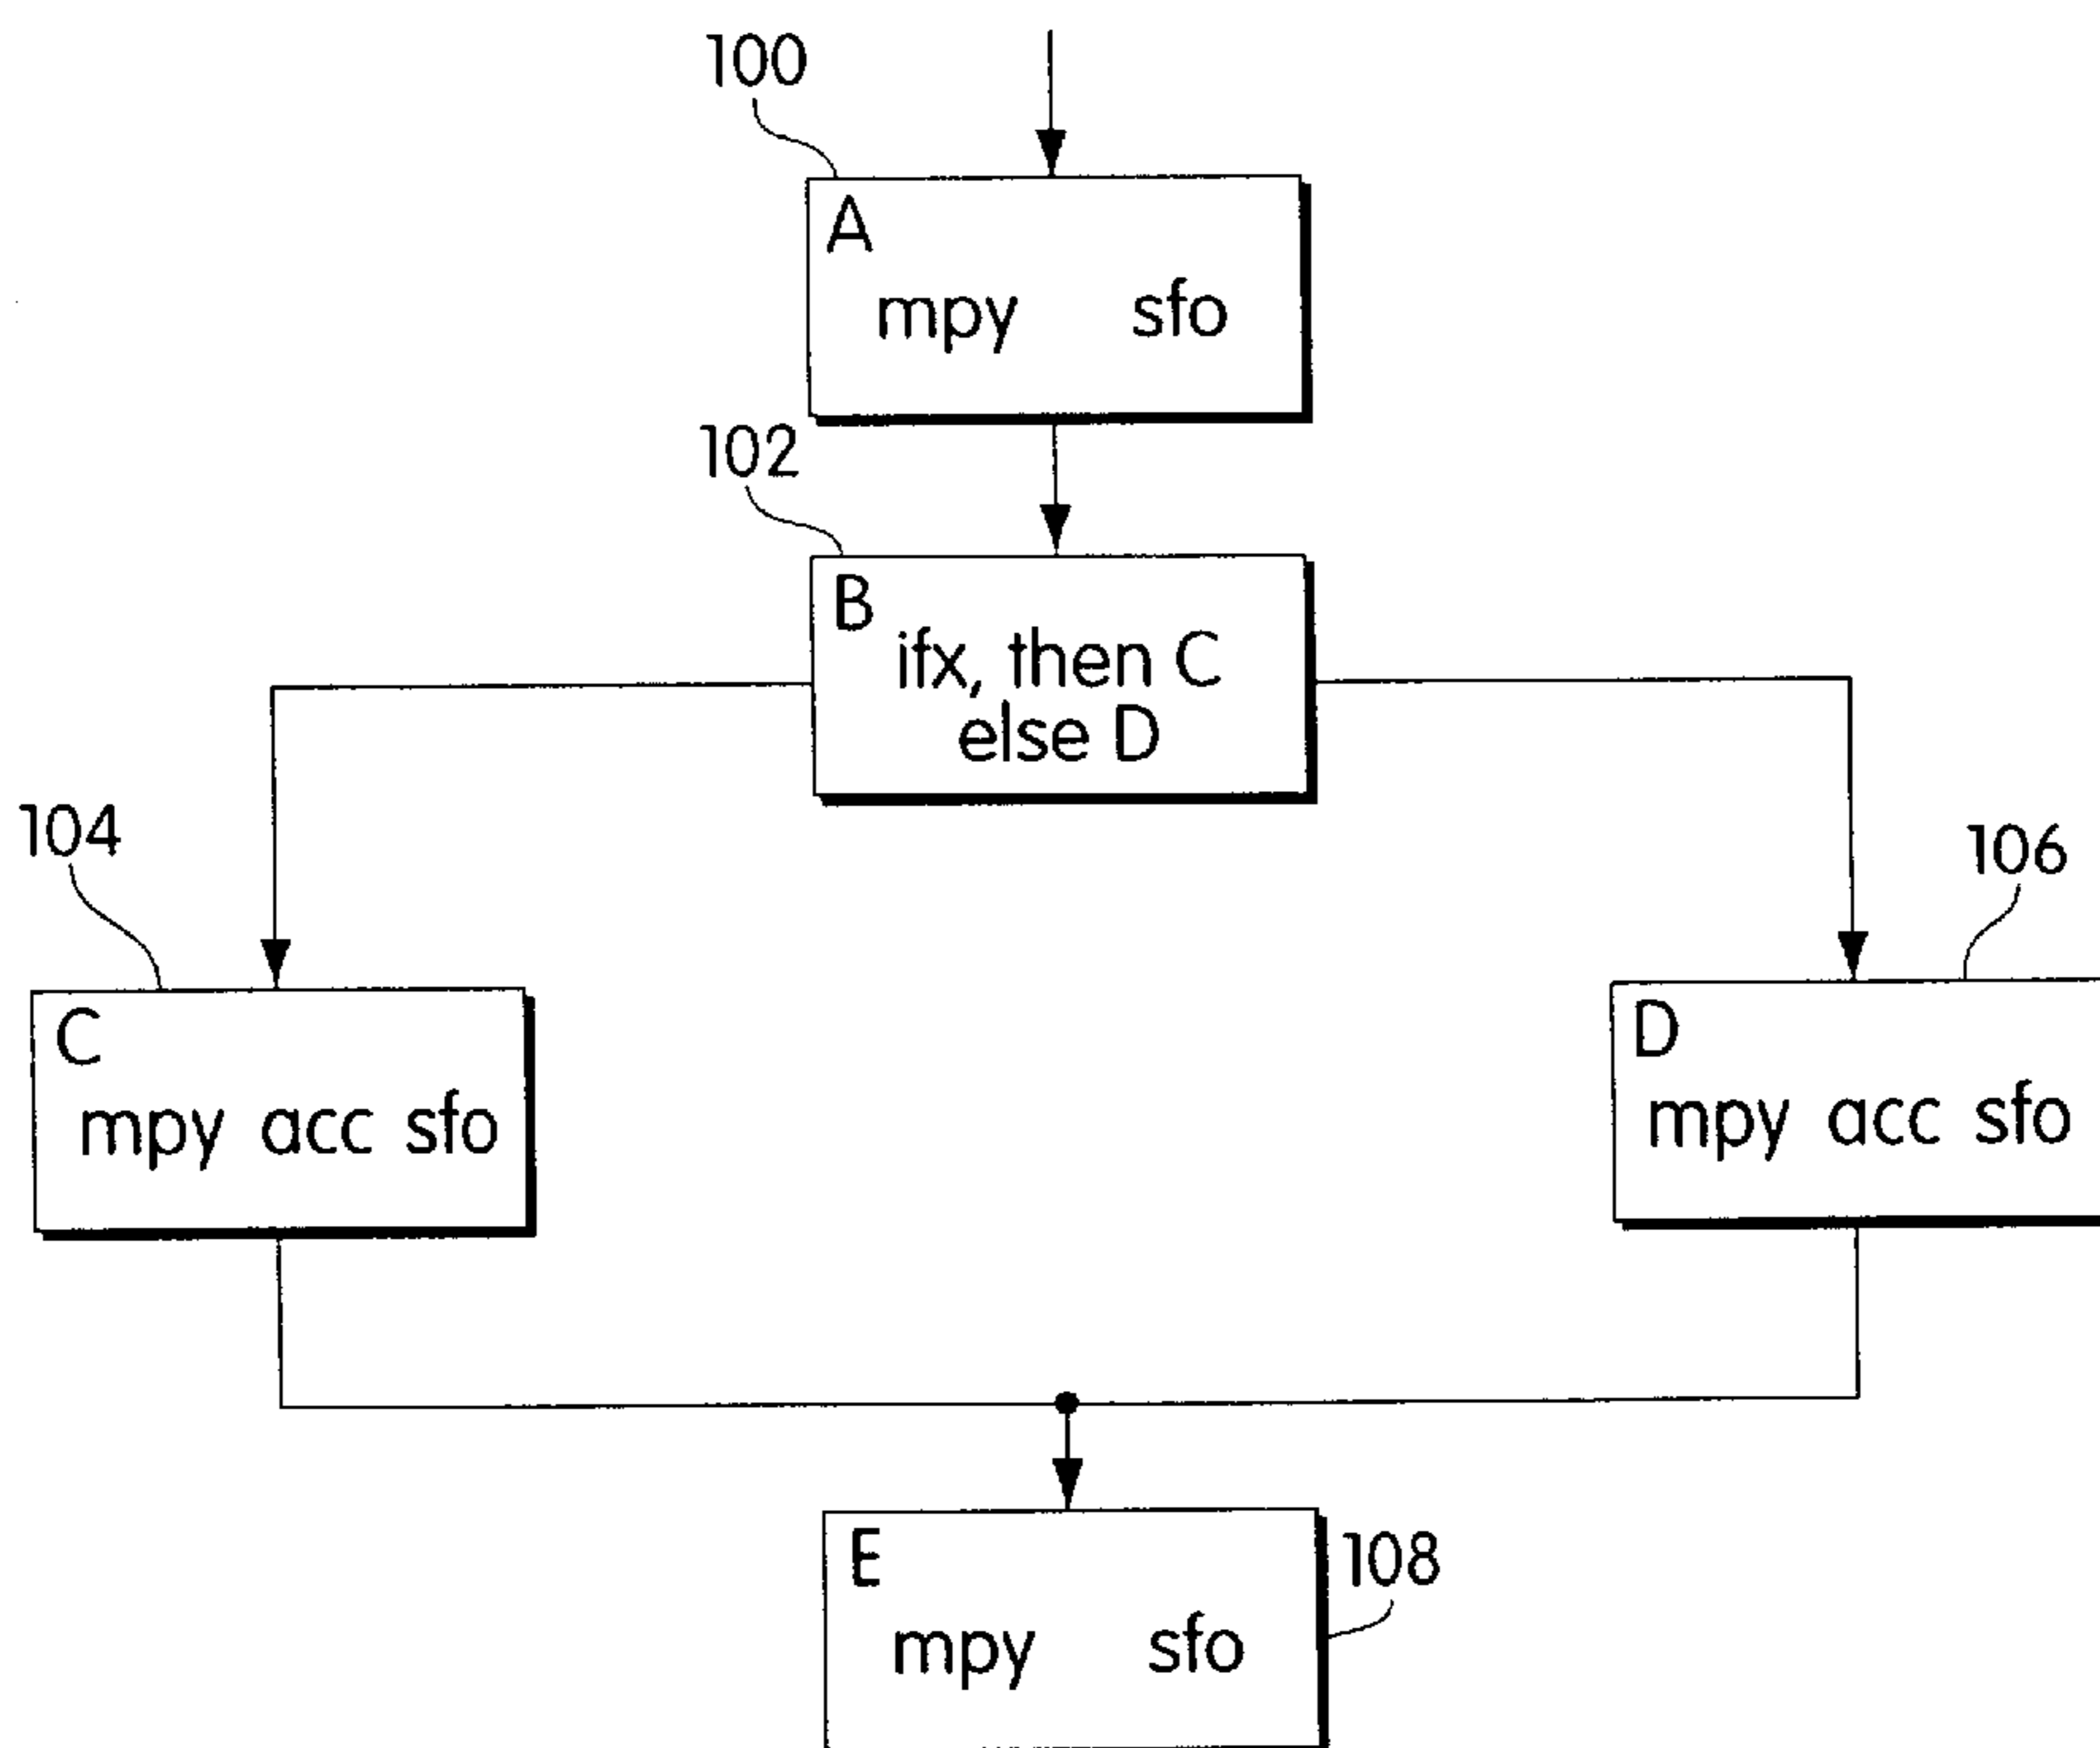 100
A
mpy sfo
102
B
ifx, then C
else D
104
106
C
mpy acc sfo
D
mpy acc sfo
E
108
mpy sfo